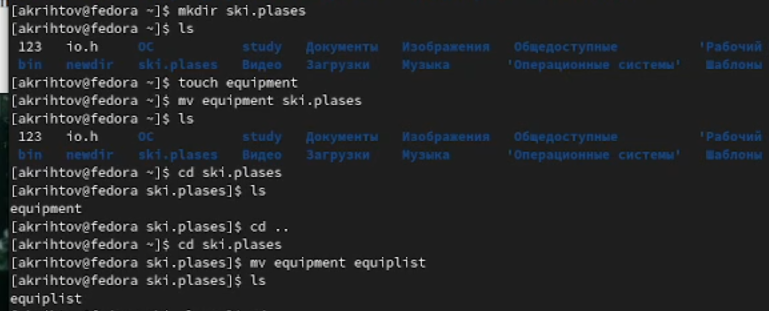 [akrihtov@fedora ~]$ mkdir ski.plases
[akrihtov@fedora ~]$ ls
123 io.h ОС study Документы Изображения Общедоступные 'Рабочий
bin newdir ski.plases Видео Загрузки Музыка 'Операционные системы' Шаблоны
[akrihtov@fedora ~]$ touch equipment
[akrihtov@fedora ~]$ mv equipment ski.plases
[akrihtov@fedora ~]$ ls
123 io.h ОС study Документы Изображения Общедоступные 'Рабочий
bin newdir ski.plases Видео Загрузки Музыка 'Операционные системы' Шаблоны
[akrihtov@fedora ~]$ cd ski.plases
[akrihtov@fedora ski.plases]$ ls
equipment
[akrihtov@fedora ski.plases]$ cd ..
[akrihtov@fedora ~]$ cd ski.plases
[akrihtov@fedora ski.plases]$ mv equipment equiplist
[akrihtov@fedora ski.plases]$ ls
equiplist